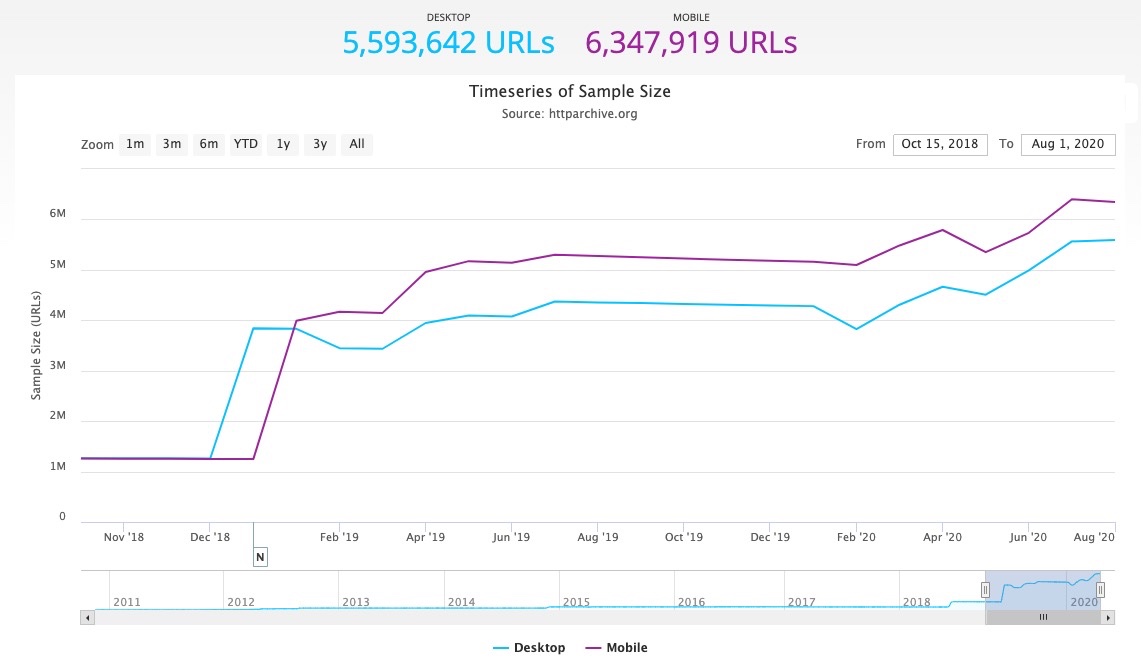 DESKTOP MOBILE
5,593,642 URLs 6,347,919 URLs
Timeseries of Sample Size
Source: httparchive.org
Zoom 1m 3m 6m YTD 1y 3y All From Oct 15, 2018 To Aug 1, 2020
Sample Size (URLs)
6M
5M
4M
3M
2M
1M
0
Nov '18 Dec '18 Feb '19 Apr '19 Jun '19 Aug '19 Oct '19 Dec '19 Feb '20 Apr '20 Jun '20 Aug '20
N
2011 2012 2013 2014 2015 2016 2017 2018 2020
Desktop Mobile